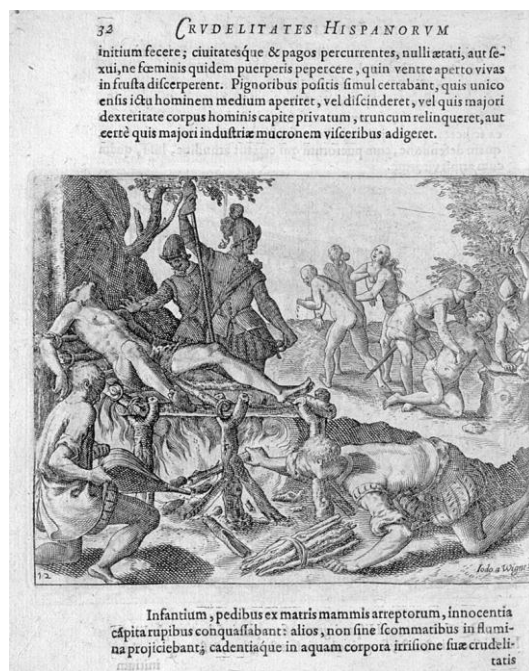 32 CRVDELITATES HISPANORVM
initium fecere; ciuitatesque & pagos percurrentes, nulli ætati, aut se-
xui, ne fœminis quidem puerperis pepercere, quin ventre aperto vivas
in frusta discerperent. Pignoribus positis simul certabant, quis unico
ensis ictu hominem medium aperiret, vel discinderet, vel quis majori
dexteritate corpus hominis capite privatum, truncum relinqueret, aut
certè quis majori industriæ mucronem visceribus adigeret.
12
Iodo a Wigne
Infantium, pedibus ex matris mammis arreptorum, innocentia
capita rupibus conquassabant: alios, non sine scommatibus in flumi-
na projiciebant; cadentiaque in aquam corpora irrisione suæ crudeli-
tatis